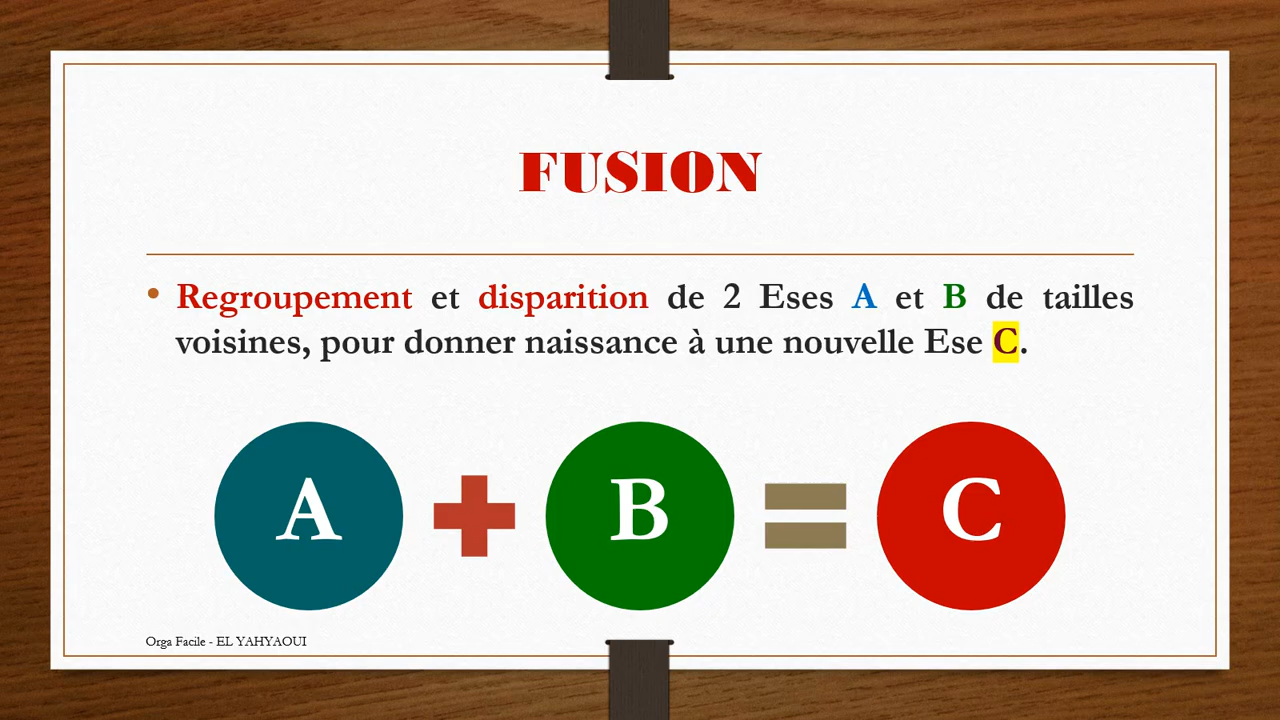 FUSION
• Regroupement et disparition de 2 Eses A et B de tailles
voisines, pour donner naissance à une nouvelle Ese C.
A + B = C
Orga Facile - EL YAHYAOUI